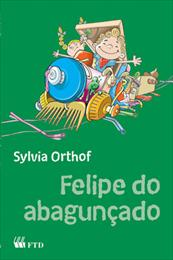 Sylvia Orthof
Felipe do
abagunçado
FTD